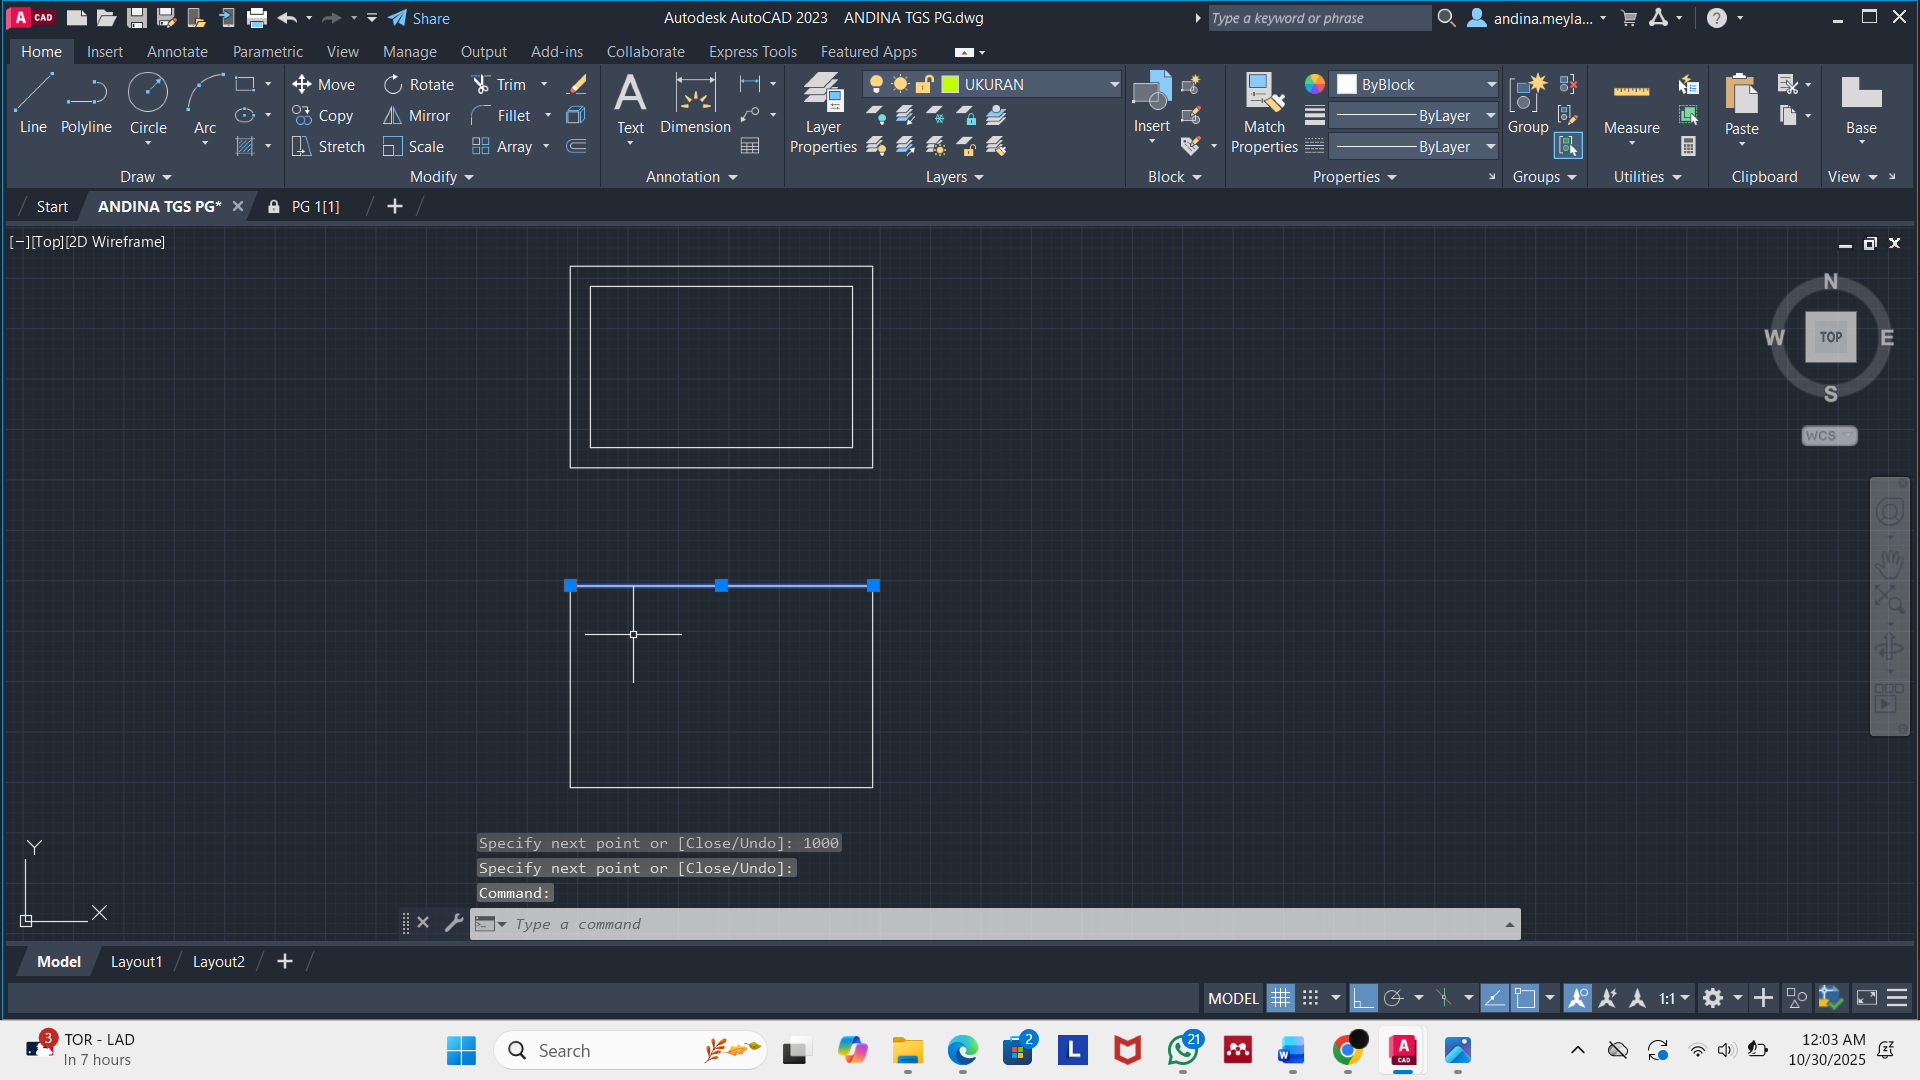 A CAD Share Autodesk AutoCAD 2023 ANDINA TGS PG.dwg Type a keyword or phrase andina.meyla... ?
Home Insert Annotate Parametric View Manage Output Add-ins Collaborate Express Tools Featured Apps
Move Rotate Trim UKURAN ByBlock
Line Polyline Circle Arc Copy Mirror Fillet Text Dimension Layer Properties Insert Match Properties ByLayer Group Measure Paste Base
Stretch Scale Array ByLayer
Draw Modify Annotation Layers Block Properties Groups Utilities Clipboard View
Start ANDINA TGS PG* PG 1[1]
[−][Top][2D Wireframe]
N
W TOP E
S
WCS
Specify next point or [Close/Undo]: 1000
Specify next point or [Close/Undo]:
Command:
Y
X
Type a command
Model Layout1 Layout2
MODEL 1:1
3 TOR - LAD
In 7 hours
Search 2 L 21 W A CAD
12:03 AM
10/30/2025